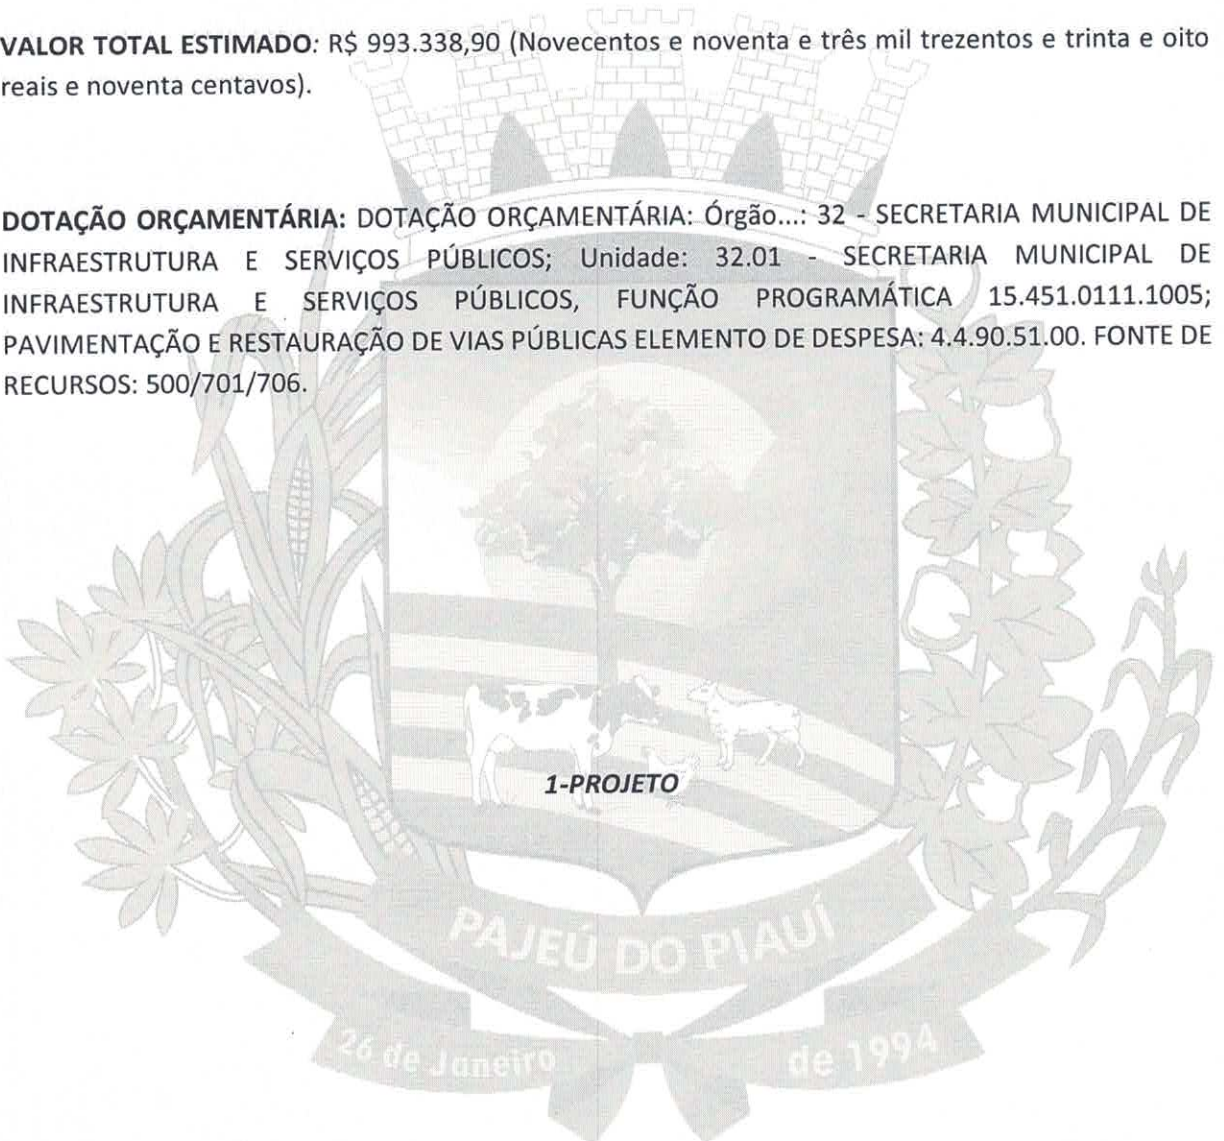 VALOR TOTAL ESTIMADO: R$ 993.338,90 (Novecentos e noventa e três mil trezentos e trinta e oito
reais e noventa centavos).
DOTAÇÃO ORÇAMENTÁRIA: DOTAÇÃO ORÇAMENTÁRIA: Órgão...: 32 - SECRETARIA MUNICIPAL DE
INFRAESTRUTURA E SERVIÇOS PÚBLICOS; Unidade: 32.01 - SECRETARIA MUNICIPAL DE
INFRAESTRUTURA E SERVIÇOS PÚBLICOS, FUNÇÃO PROGRAMÁTICA 15.451.0111.1005;
PAVIMENTAÇÃO E RESTAURAÇÃO DE VIAS PÚBLICAS ELEMENTO DE DESPESA: 4.4.90.51.00. FONTE DE
RECURSOS: 500/701/706.
1-PROJETO
PAJEÚ DO PIAUÍ
26 de Janeiro de 1994